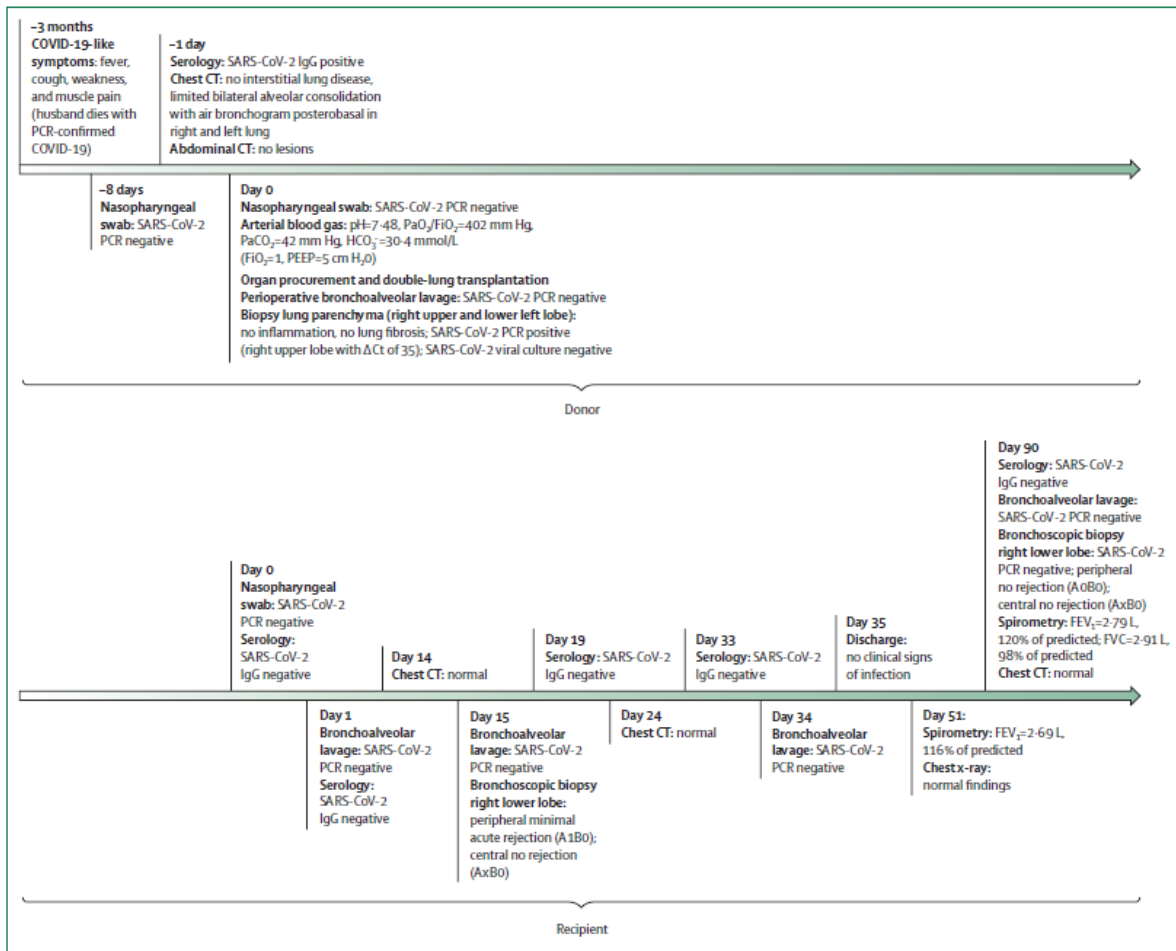 –3 months
COVID-19-like
symptoms: fever,
cough, weakness,
and muscle pain
(husband dies with
PCR-confirmed
COVID-19)
–1 day
Serology: SARS-CoV-2 IgG positive
Chest CT: no interstitial lung disease,
limited bilateral alveolar consolidation
with air bronchogram posterobasal in
right and left lung
Abdominal CT: no lesions
–8 days
Nasopharyngeal
swab: SARS-CoV-2
PCR negative
Day 0
Nasopharyngeal swab: SARS-CoV-2 PCR negative
Arterial blood gas: pH=7·48, PaO₂/FiO₂=402 mm Hg,
PaCO₂=42 mm Hg, HCO₃⁻=30·4 mmol/L
(FiO₂=1, PEEP=5 cm H₂0)
Organ procurement and double-lung transplantation
Perioperative bronchoalveolar lavage: SARS-CoV-2 PCR negative
Biopsy lung parenchyma (right upper and lower left lobe):
no inflammation, no lung fibrosis; SARS-CoV-2 PCR positive
(right upper lobe with ΔCt of 35); SARS-CoV-2 viral culture negative
Donor
Day 0
Nasopharyngeal
swab: SARS-CoV-2
PCR negative
Serology:
SARS-CoV-2
IgG negative
Day 14
Chest CT: normal
Day 19
Serology: SARS-CoV-2
IgG negative
Day 33
Serology: SARS-CoV-2
IgG negative
Day 35
Discharge:
no clinical signs
of infection
Day 90
Serology: SARS-CoV-2
IgG negative
Bronchoalveolar lavage:
SARS-CoV-2 PCR negative
Bronchoscopic biopsy
right lower lobe: SARS-CoV-2
PCR negative; peripheral
no rejection (A0B0);
central no rejection (AxB0)
Spirometry: FEV₁=2·79 L,
120% of predicted; FVC=2·91 L,
98% of predicted
Chest CT: normal
Day 1
Bronchoalveolar
lavage: SARS-CoV-2
PCR negative
Serology:
SARS-CoV-2
IgG negative
Day 15
Bronchoalveolar
lavage: SARS-CoV-2
PCR negative
Bronchoscopic biopsy
right lower lobe:
peripheral minimal
acute rejection (A1B0);
central no rejection
(AxB0)
Day 24
Chest CT: normal
Day 34
Bronchoalveolar
lavage: SARS-CoV-2
PCR negative
Day 51:
Spirometry: FEV₁=2·69 L,
116% of predicted
Chest x-ray:
normal findings
Recipient